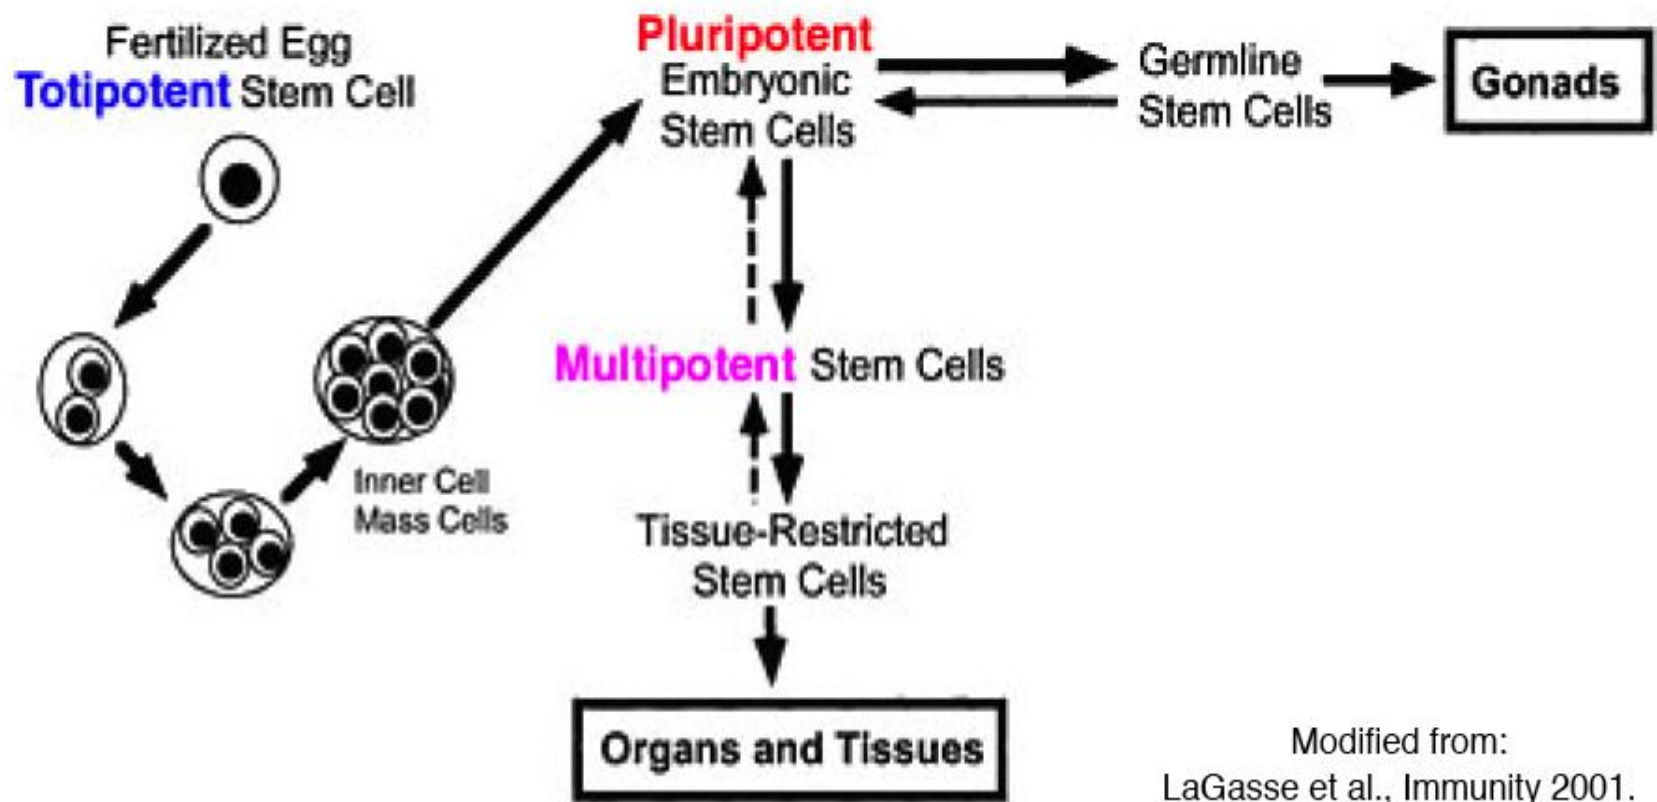 Fertilized Egg
Totipotent Stem Cell
Pluripotent
Embryonic
Stem Cells
Germline
Stem Cells
Gonads
Multipotent Stem Cells
Inner Cell
Mass Cells
Tissue-Restricted
Stem Cells
Organs and Tissues
Modified from:
LaGasse et al., Immunity 2001.